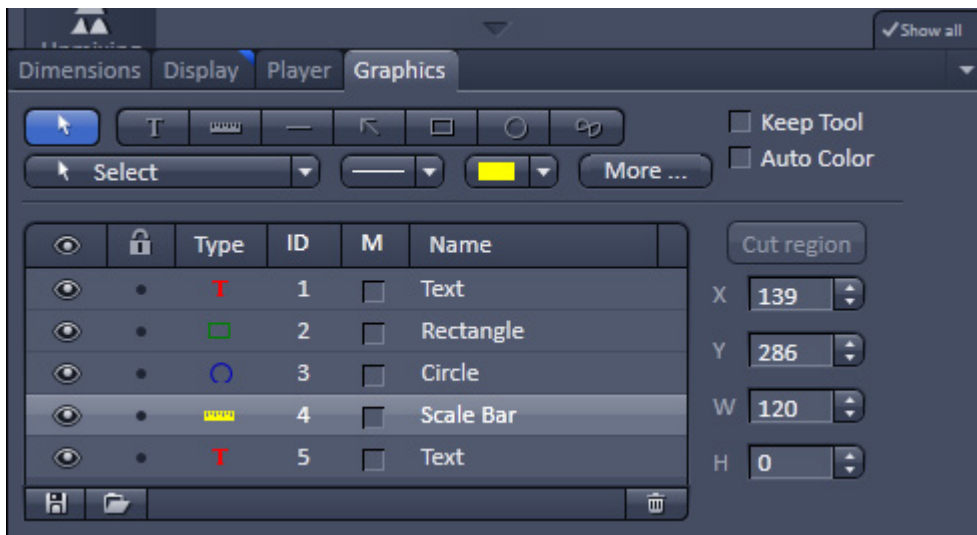 Show all
Dimensions Display Player Graphics
T
Keep Tool
Select More ... Auto Color
Type ID M Name Cut region
T 1 Text X 139
2 Rectangle Y 286
3 Circle
4 Scale Bar W 120
T 5 Text H 0